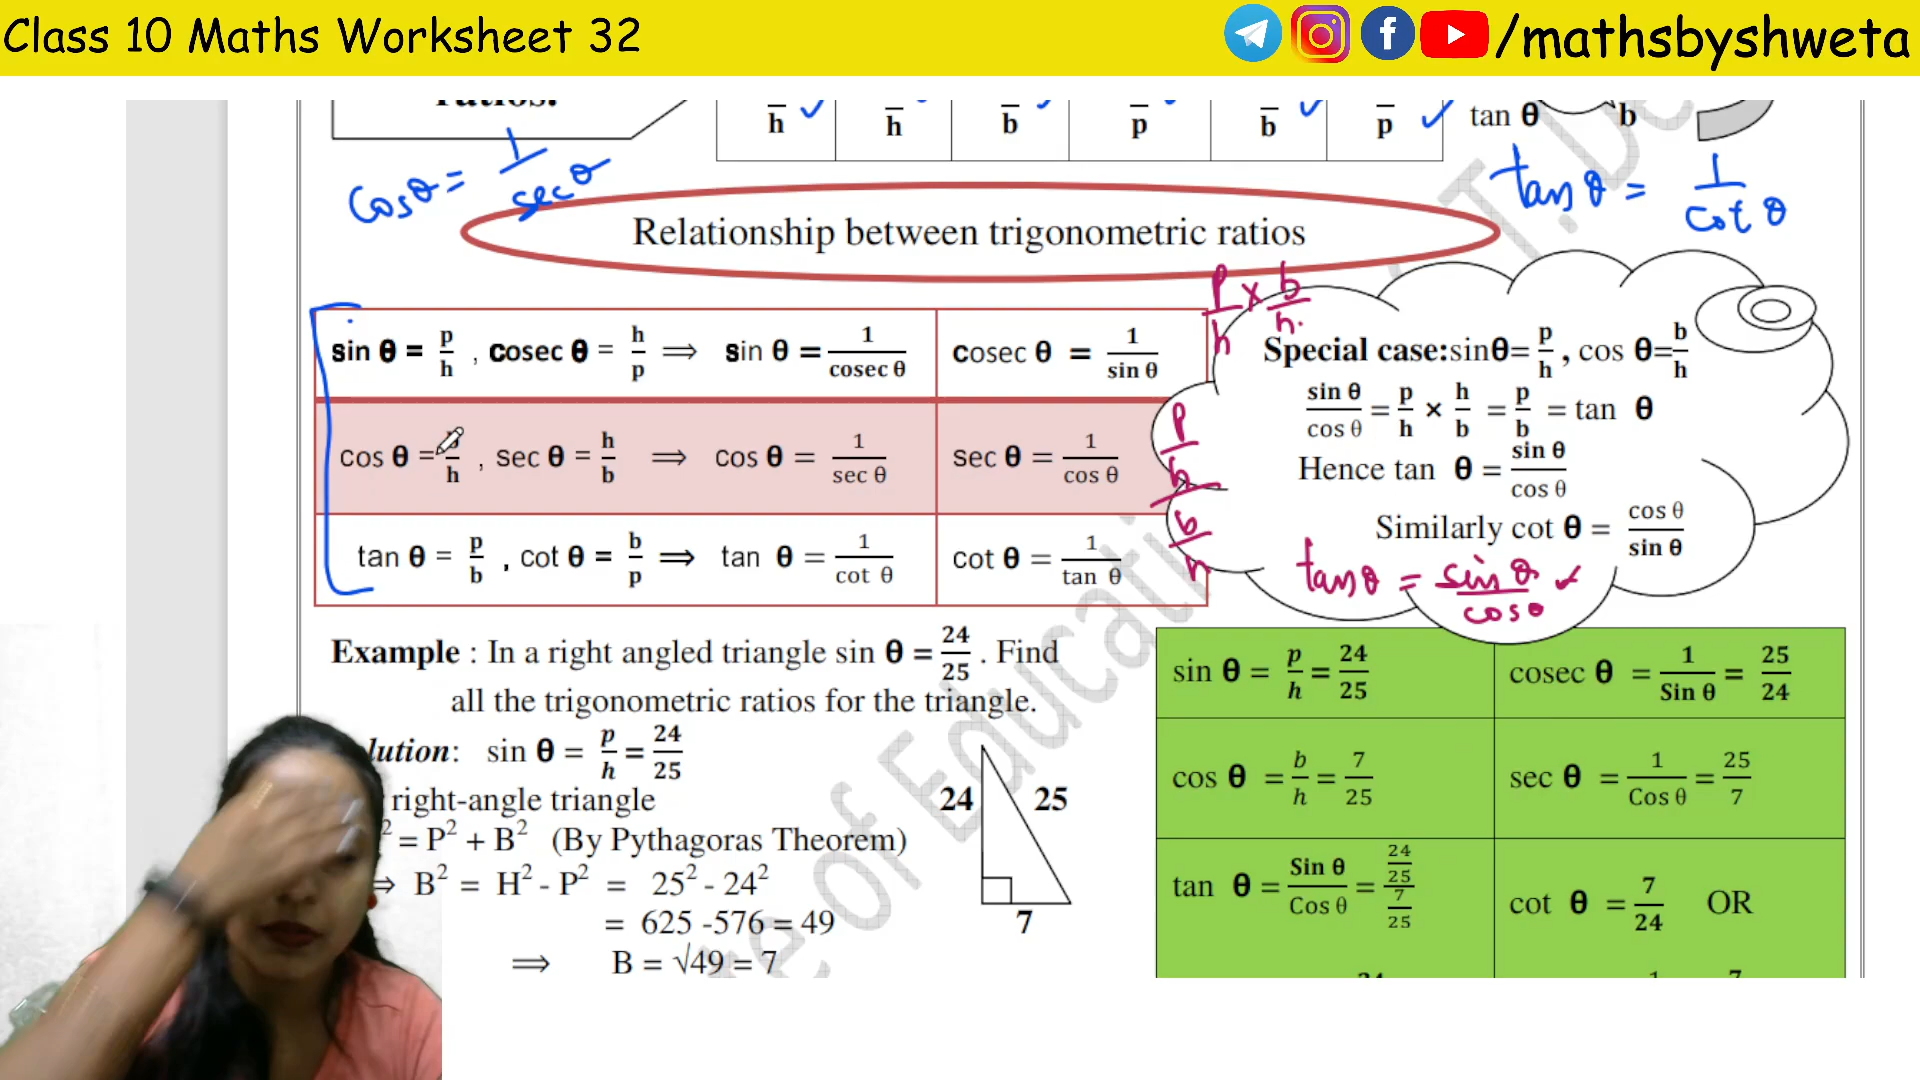 Class 10 Maths Worksheet 32
/mathsbyshweta
h h b p b p tan θ b
cosθ = 1/secθ
tan θ = 1/cot θ
Relationship between trigonometric ratios
sin θ = p/h , cosec θ = h/p ⟹ sin θ = 1/cosec θ
cosec θ = 1/sin θ
cos θ = /h , sec θ = h/b ⟹ cos θ = 1/sec θ
sec θ = 1/cos θ
tan θ = p/b , cot θ = b/p ⟹ tan θ = 1/cot θ
cot θ = 1/tan θ
p/h × b/h
Special case:sinθ= p/h , cos θ= b/h
sin θ/cos θ = p/h × h/b = p/b = tan θ
Hence tan θ = sin θ/cos θ
Similarly cot θ = cos θ/sin θ
tanθ = sin θ/cosθ
Example : In a right angled triangle sin θ = 24/25 . Find
all the trigonometric ratios for the triangle.
lution: sin θ = p/h = 24/25
right-angle triangle
² = P² + B² (By Pythagoras Theorem)
⟹ B² = H² - P² = 25² - 24²
= 625 -576 = 49
⟹ B = √49 = 7
24 25
7
sin θ = p/h = 24/25
cosec θ = 1/Sin θ = 25/24
cos θ = b/h = 7/25
sec θ = 1/Cos θ = 25/7
tan θ = Sin θ/Cos θ = 24/25/7/25
cot θ = 7/24 OR